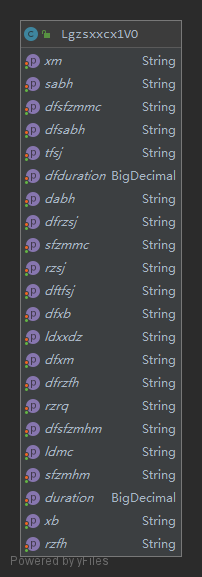 Lgzsxxcx1VO
xm String
sabh String
dfsfzmmc String
dfsabh String
tfsj String
dfduration BigDecimal
dabh String
dfrzsj String
sfzmmc String
rzsj String
dftfsj String
dfxb String
ldxxdz String
dfxm String
dfrzfh String
rzrq String
dfsfzmhm String
ldmc String
sfzmhm String
duration BigDecimal
xb String
rzfh String
Powered by yFiles